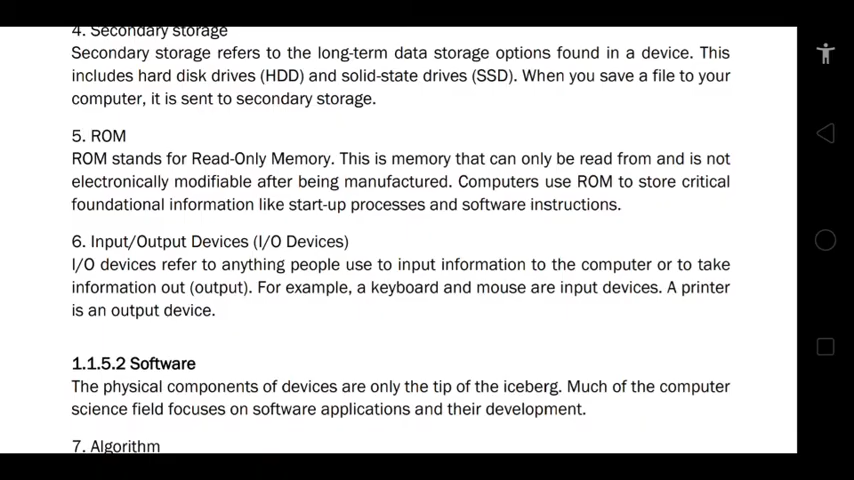 4. Secondary storage
Secondary storage refers to the long-term data storage options found in a device. This
includes hard disk drives (HDD) and solid-state drives (SSD). When you save a file to your
computer, it is sent to secondary storage.
5. ROM
ROM stands for Read-Only Memory. This is memory that can only be read from and is not
electronically modifiable after being manufactured. Computers use ROM to store critical
foundational information like start-up processes and software instructions.
6. Input/Output Devices (I/O Devices)
I/O devices refer to anything people use to input information to the computer or to take
information out (output). For example, a keyboard and mouse are input devices. A printer
is an output device.
1.1.5.2 Software
The physical components of devices are only the tip of the iceberg. Much of the computer
science field focuses on software applications and their development.
7. Algorithm